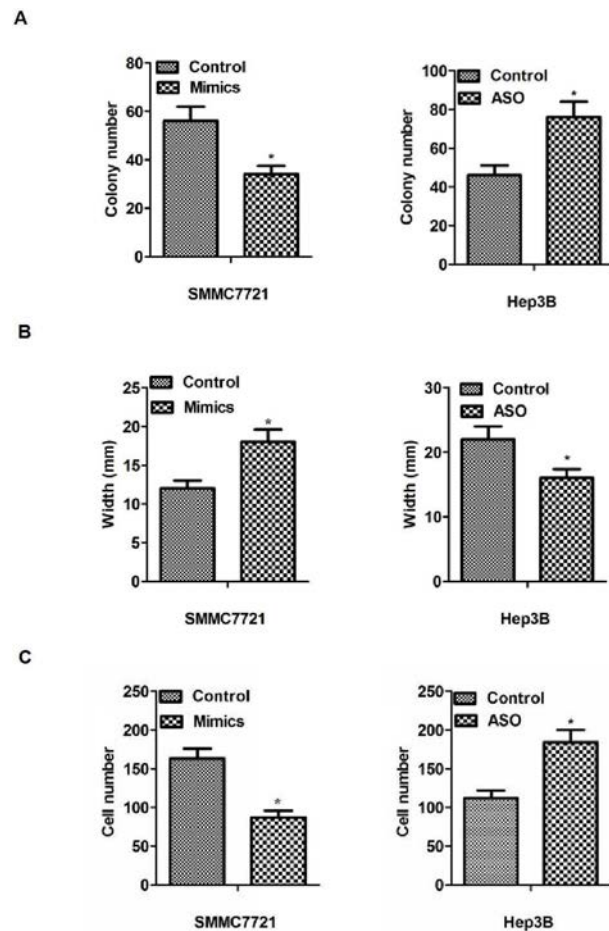 A
Control
Mimics
80
60
40
20
0
Colony number
*
SMMC7721
Control
ASO
100
80
60
40
20
0
Colony number
*
Hep3B
B
Control
Mimics
25
20
15
10
5
0
Width (mm)
*
SMMC7721
Control
ASO
30
20
10
0
Width (mm)
*
Hep3B
C
Control
Mimics
250
200
150
100
50
0
Cell number
*
SMMC7721
Control
ASO
250
200
150
100
50
0
Cell number
*
Hep3B